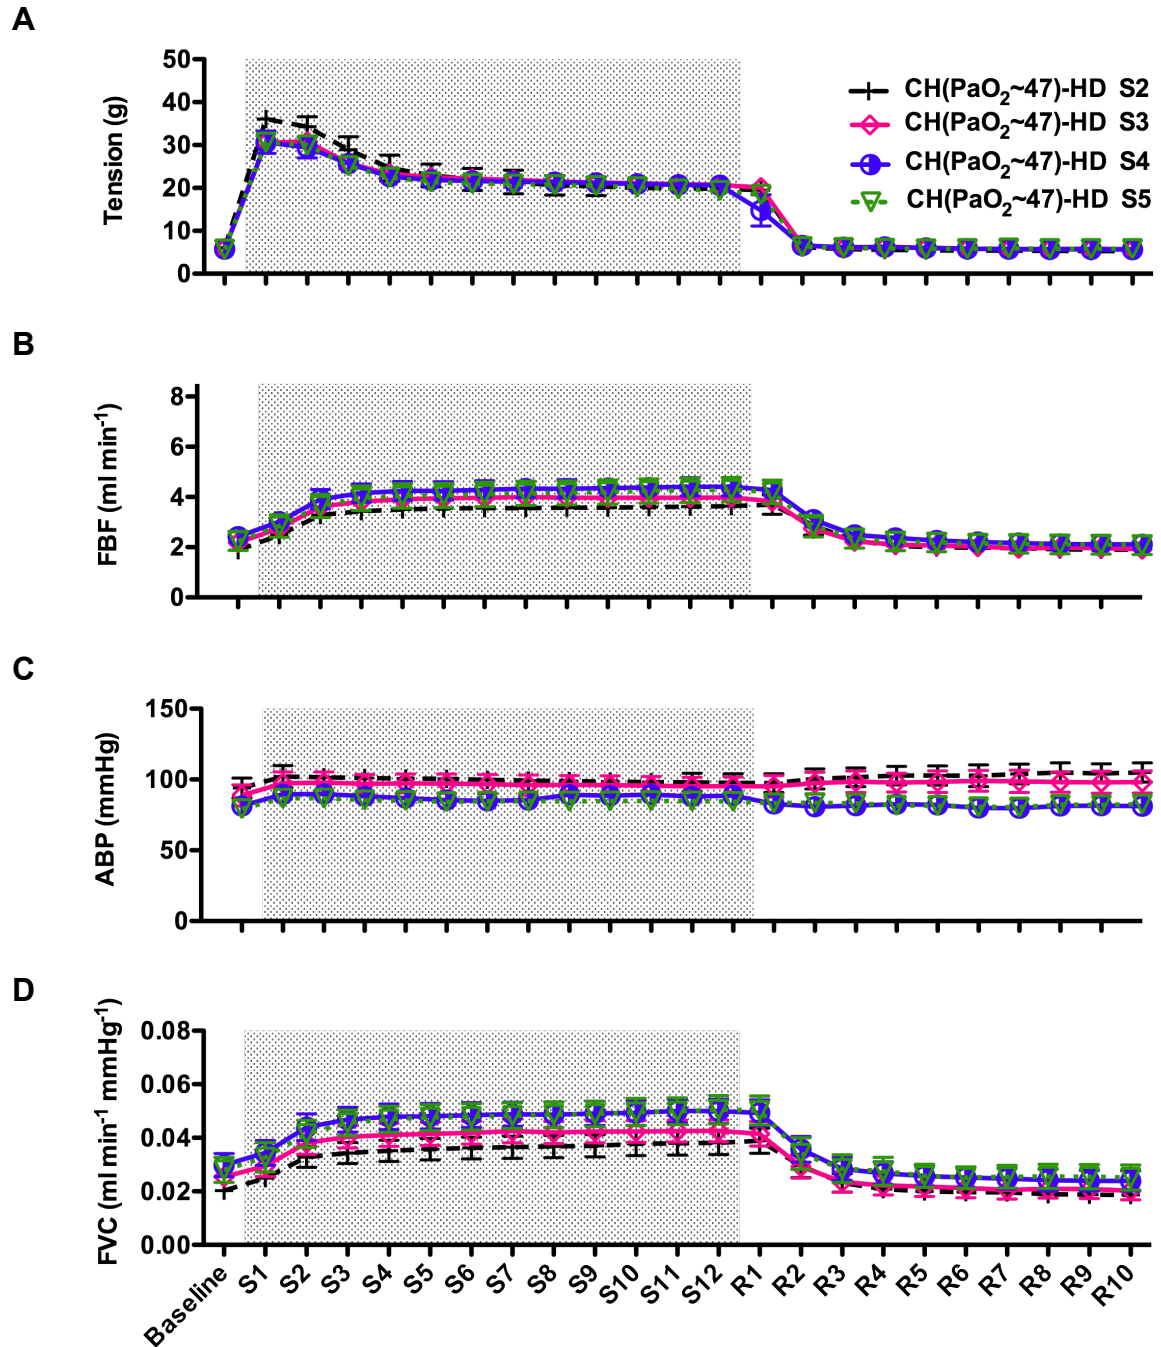 A
50
40
30
20
10
0
Tension (g)
CH(PaO2~47)-HD S2
CH(PaO2~47)-HD S3
CH(PaO2~47)-HD S4
CH(PaO2~47)-HD S5
B
8
6
4
2
0
FBF (ml min-1)
C
150
100
50
0
ABP (mmHg)
D
0.08
0.06
0.04
0.02
0.00
FVC (ml min-1 mmHg-1)
Baseline
S1
S2
S3
S4
S5
S6
S7
S8
S9
S10
S11
S12
R1
R2
R3
R4
R5
R6
R7
R8
R9
R10